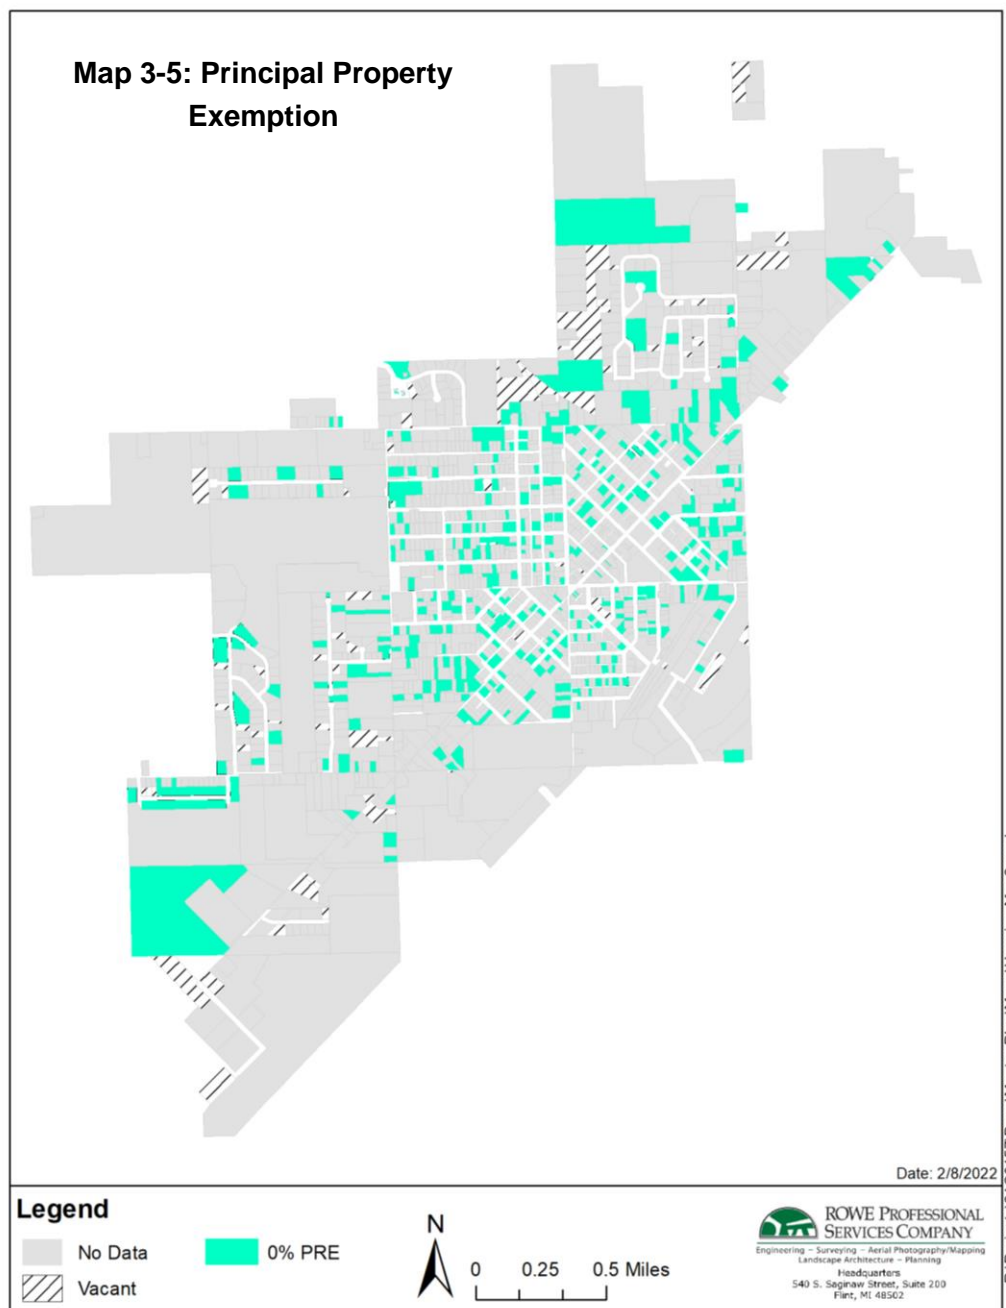 Map 3-5: Principal Property
Exemption
Date: 2/8/2022
Legend
No Data
0% PRE
Vacant
N
0 0.25 0.5 Miles
ROWE PROFESSIONAL
SERVICES COMPANY
Engineering – Surveying – Aerial Photography/Mapping
Landscape Architecture – Planning
Headquarters
540 S. Saginaw Street, Suite 200
Flint, MI 48502